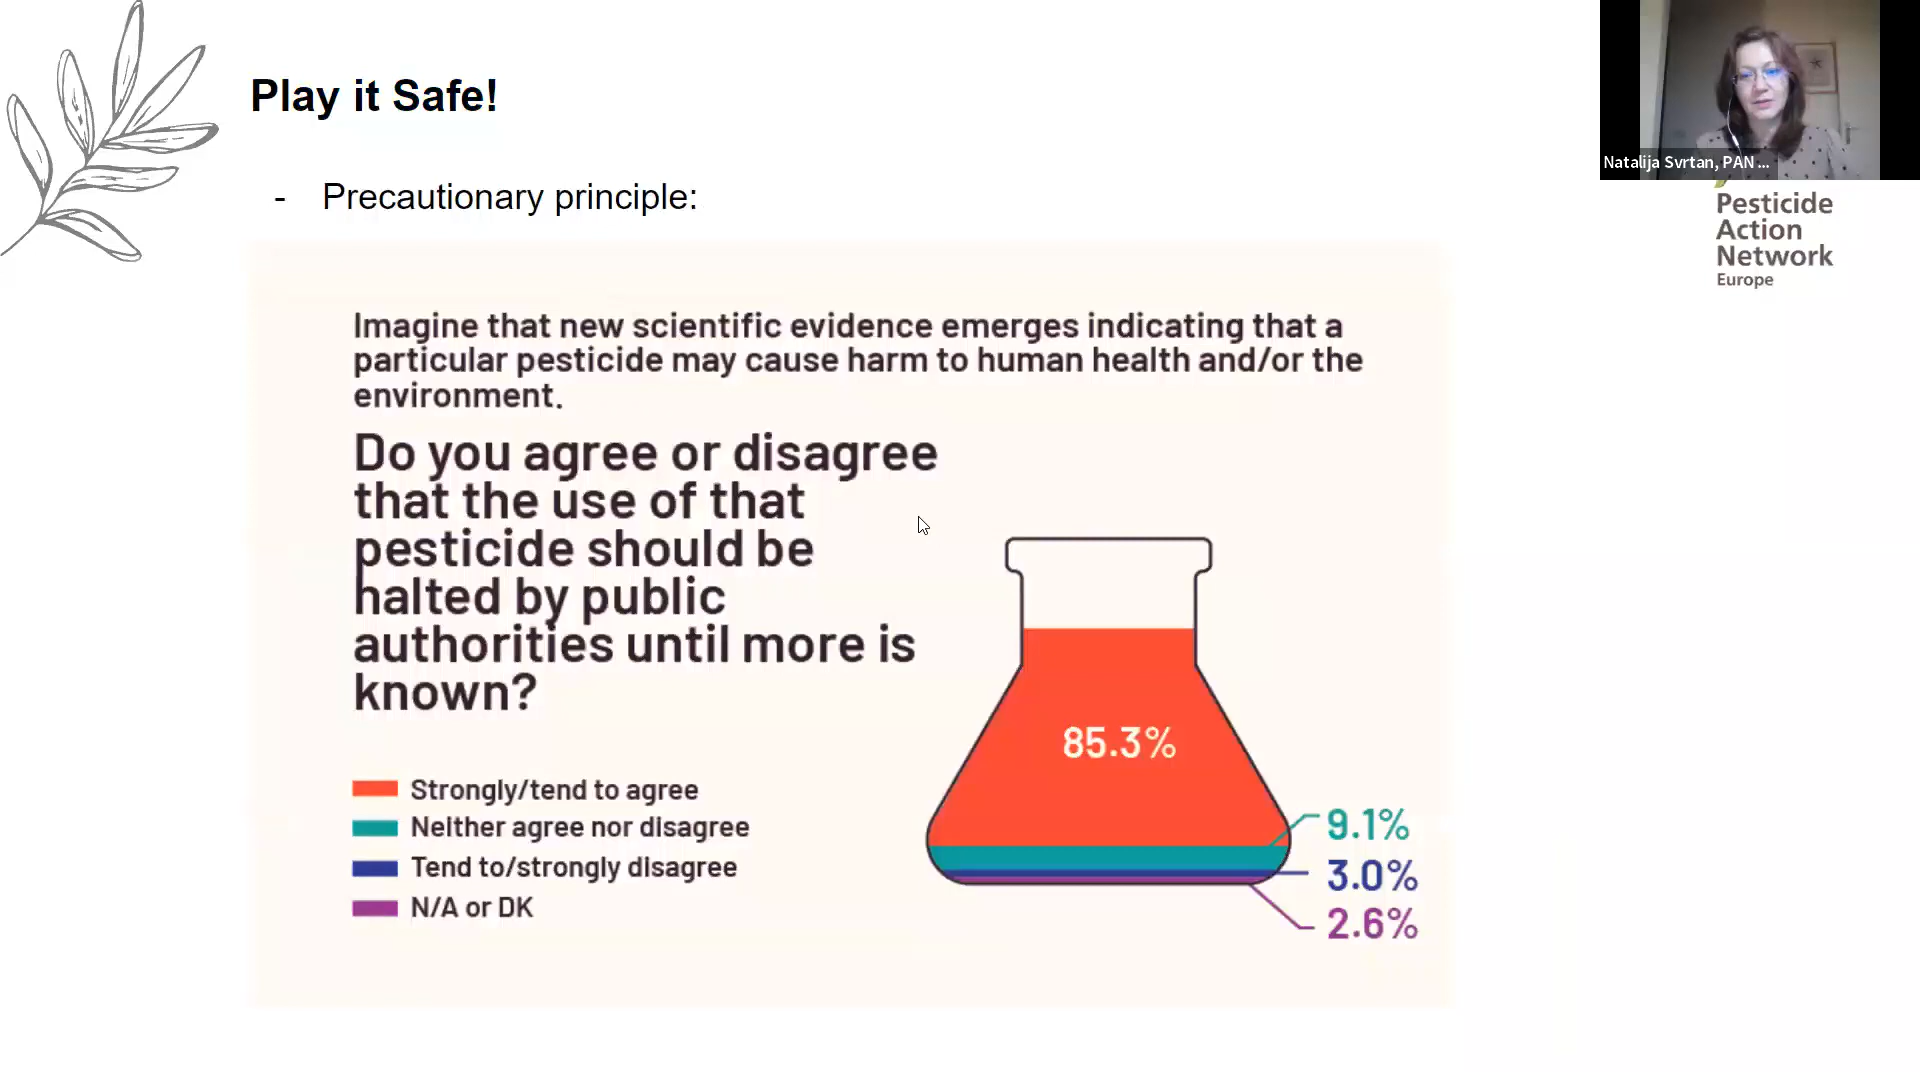 Play it Safe!
- Precautionary principle:
Imagine that new scientific evidence emerges indicating that a
particular pesticide may cause harm to human health and/or the
environment.
Do you agree or disagree
that the use of that
pesticide should be
halted by public
authorities until more is
known?
Strongly/tend to agree
Neither agree nor disagree
Tend to/strongly disagree
N/A or DK
85.3%
9.1%
3.0%
2.6%
Natalija Svrtan, PAN ...
Pesticide
Action
Network
Europe